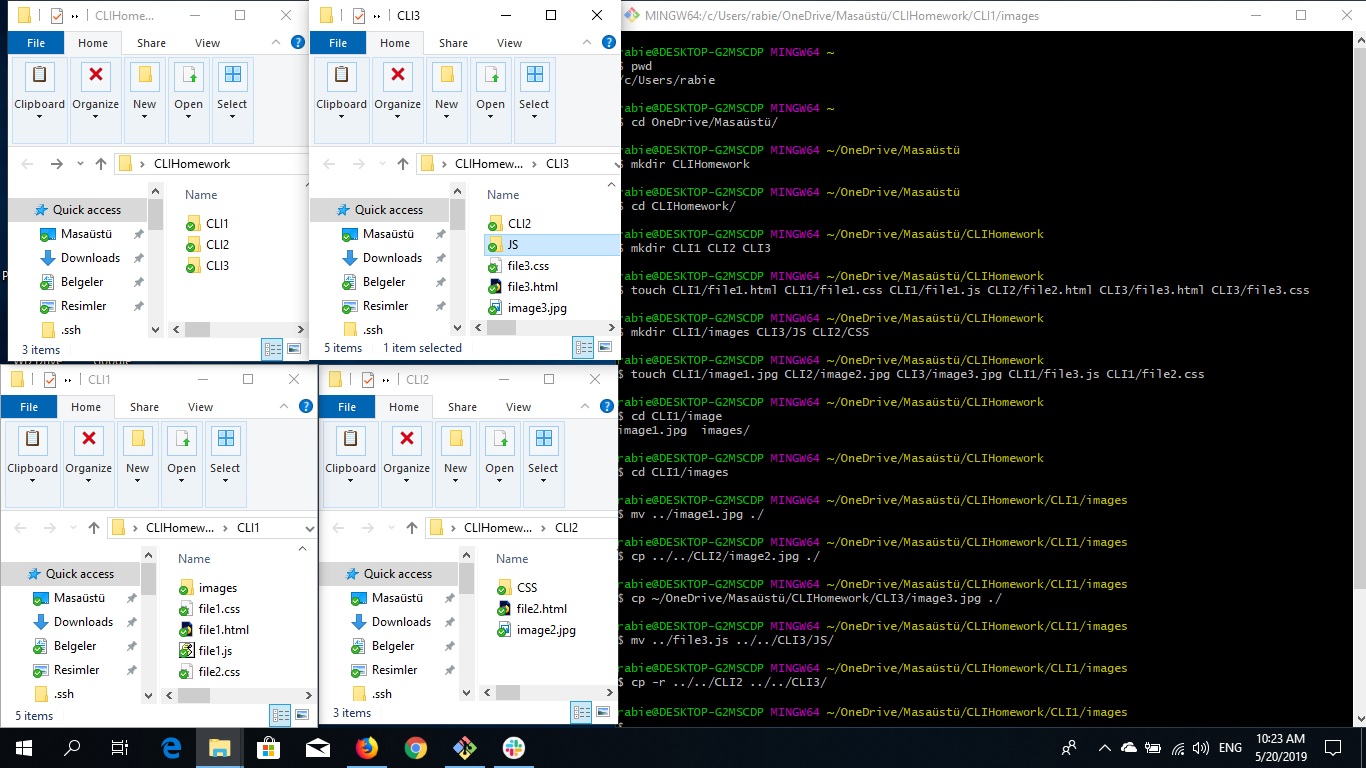 CLIHome...
File Home Share View
Clipboard Organize New Open Select
CLIHomework
Name
Quick access
Masaüstü
Downloads
Belgeler
Resimler
.ssh
CLI1
CLI2
CLI3
3 items
CLI3
File Home Share View
Clipboard Organize New Open Select
CLIHomew... CLI3
Name
Quick access
Masaüstü
Downloads
Belgeler
Resimler
.ssh
CLI2
JS
file3.css
file3.html
image3.jpg
5 items 1 item selected
CLI1
File Home Share View
Clipboard Organize New Open Select
CLIHomew... CLI1
Name
Quick access
Masaüstü
Downloads
Belgeler
Resimler
.ssh
images
file1.css
file1.html
file1.js
file2.css
5 items
CLI2
File Home Share View
Clipboard Organize New Open Select
CLIHomew... CLI2
Name
Quick access
Masaüstü
Downloads
Belgeler
Resimler
.ssh
CSS
file2.html
image2.jpg
3 items
MINGW64:/c/Users/rabie/OneDrive/Masaüstü/CLIHomework/CLI1/images
rabie@DESKTOP-G2MSCDP MINGW64 ~
$ pwd
/c/Users/rabie
rabie@DESKTOP-G2MSCDP MINGW64 ~
$ cd OneDrive/Masaüstü/
rabie@DESKTOP-G2MSCDP MINGW64 ~/OneDrive/Masaüstü
$ mkdir CLIHomework
rabie@DESKTOP-G2MSCDP MINGW64 ~/OneDrive/Masaüstü
$ cd CLIHomework/
rabie@DESKTOP-G2MSCDP MINGW64 ~/OneDrive/Masaüstü/CLIHomework
$ mkdir CLI1 CLI2 CLI3
rabie@DESKTOP-G2MSCDP MINGW64 ~/OneDrive/Masaüstü/CLIHomework
$ touch CLI1/file1.html CLI1/file1.css CLI1/file1.js CLI2/file2.html CLI3/file3.html CLI3/file3.css
rabie@DESKTOP-G2MSCDP MINGW64 ~/OneDrive/Masaüstü/CLIHomework
$ mkdir CLI1/images CLI3/JS CLI2/CSS
rabie@DESKTOP-G2MSCDP MINGW64 ~/OneDrive/Masaüstü/CLIHomework
$ touch CLI1/image1.jpg CLI2/image2.jpg CLI3/image3.jpg CLI1/file3.js CLI1/file2.css
rabie@DESKTOP-G2MSCDP MINGW64 ~/OneDrive/Masaüstü/CLIHomework
$ cd CLI1/image
image1.jpg images/
rabie@DESKTOP-G2MSCDP MINGW64 ~/OneDrive/Masaüstü/CLIHomework
$ cd CLI1/images
rabie@DESKTOP-G2MSCDP MINGW64 ~/OneDrive/Masaüstü/CLIHomework/CLI1/images
$ mv ../image1.jpg ./
rabie@DESKTOP-G2MSCDP MINGW64 ~/OneDrive/Masaüstü/CLIHomework/CLI1/images
$ cp ../../CLI2/image2.jpg ./
rabie@DESKTOP-G2MSCDP MINGW64 ~/OneDrive/Masaüstü/CLIHomework/CLI1/images
$ cp ~/OneDrive/Masaüstü/CLIHomework/CLI3/image3.jpg ./
rabie@DESKTOP-G2MSCDP MINGW64 ~/OneDrive/Masaüstü/CLIHomework/CLI1/images
$ mv ../file3.js ../../CLI3/JS/
rabie@DESKTOP-G2MSCDP MINGW64 ~/OneDrive/Masaüstü/CLIHomework/CLI1/images
$ cp -r ../../CLI2 ../../CLI3/
rabie@DESKTOP-G2MSCDP MINGW64 ~/OneDrive/Masaüstü/CLIHomework/CLI1/images
ENG
10:23 AM
5/20/2019